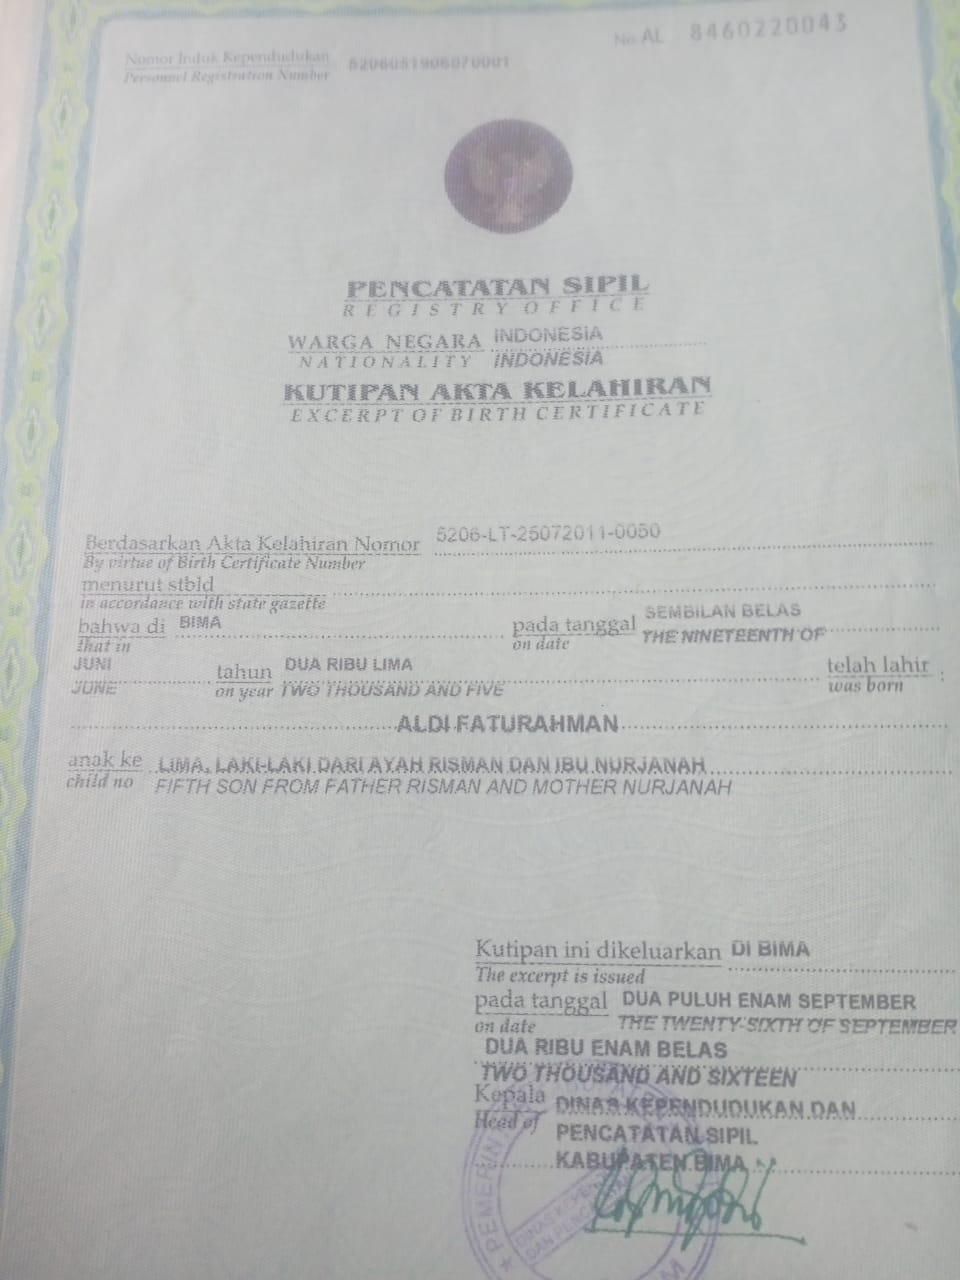 No. AL 8460220043
Nomor Induk Kependudukan 5206051906070001
Personnel Registration Number
PENCATATAN SIPIL
REGISTRY OFFICE
WARGA NEGARA INDONESIA
NATIONALITY INDONESIA
KUTIPAN AKTA KELAHIRAN
EXCERPT OF BIRTH CERTIFICATE
Berdasarkan Akta Kelahiran Nomor 5206-LT-25072011-0050
By virtue of Birth Certificate Number
menurut stbld
in accordance with state gazette
bahwa di BIMA pada tanggal SEMBILAN BELAS
that in on date THE NINETEENTH OF
JUNI tahun DUA RIBU LIMA telah lahir :
JUNE on year TWO THOUSAND AND FIVE was born
ALDI FATURAHMAN
anak ke LIMA, LAKI-LAKI DARI AYAH RISMAN DAN IBU NURJANAH
child no FIFTH SON FROM FATHER RISMAN AND MOTHER NURJANAH
Kutipan ini dikeluarkan DI BIMA
The excerpt is issued
pada tanggal DUA PULUH ENAM SEPTEMBER
on date THE TWENTY-SIXTH OF SEPTEMBER
DUA RIBU ENAM BELAS
TWO THOUSAND AND SIXTEEN
Kepala DINAS KEPENDUDUKAN DAN
Head of PENCATATAN SIPIL
KABUPATEN BIMA